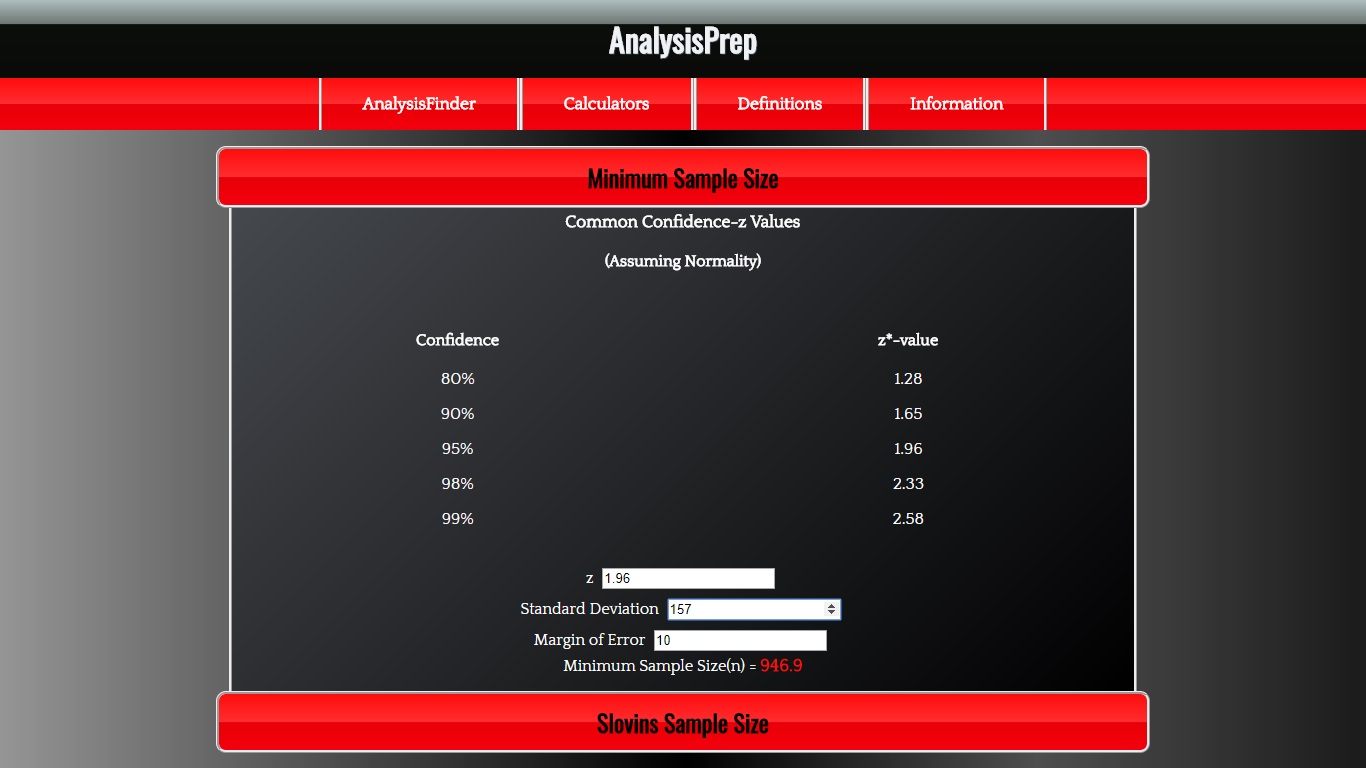 AnalysisPrep
AnalysisFinder Calculators Definitions Information
Minimum Sample Size
Common Confidence-z Values
(Assuming Normality)
Confidence z*-value
80% 1.28
90% 1.65
95% 1.96
98% 2.33
99% 2.58
z 1.96
Standard Deviation 157
Margin of Error 10
Minimum Sample Size(n) = 946.9
Slovins Sample Size